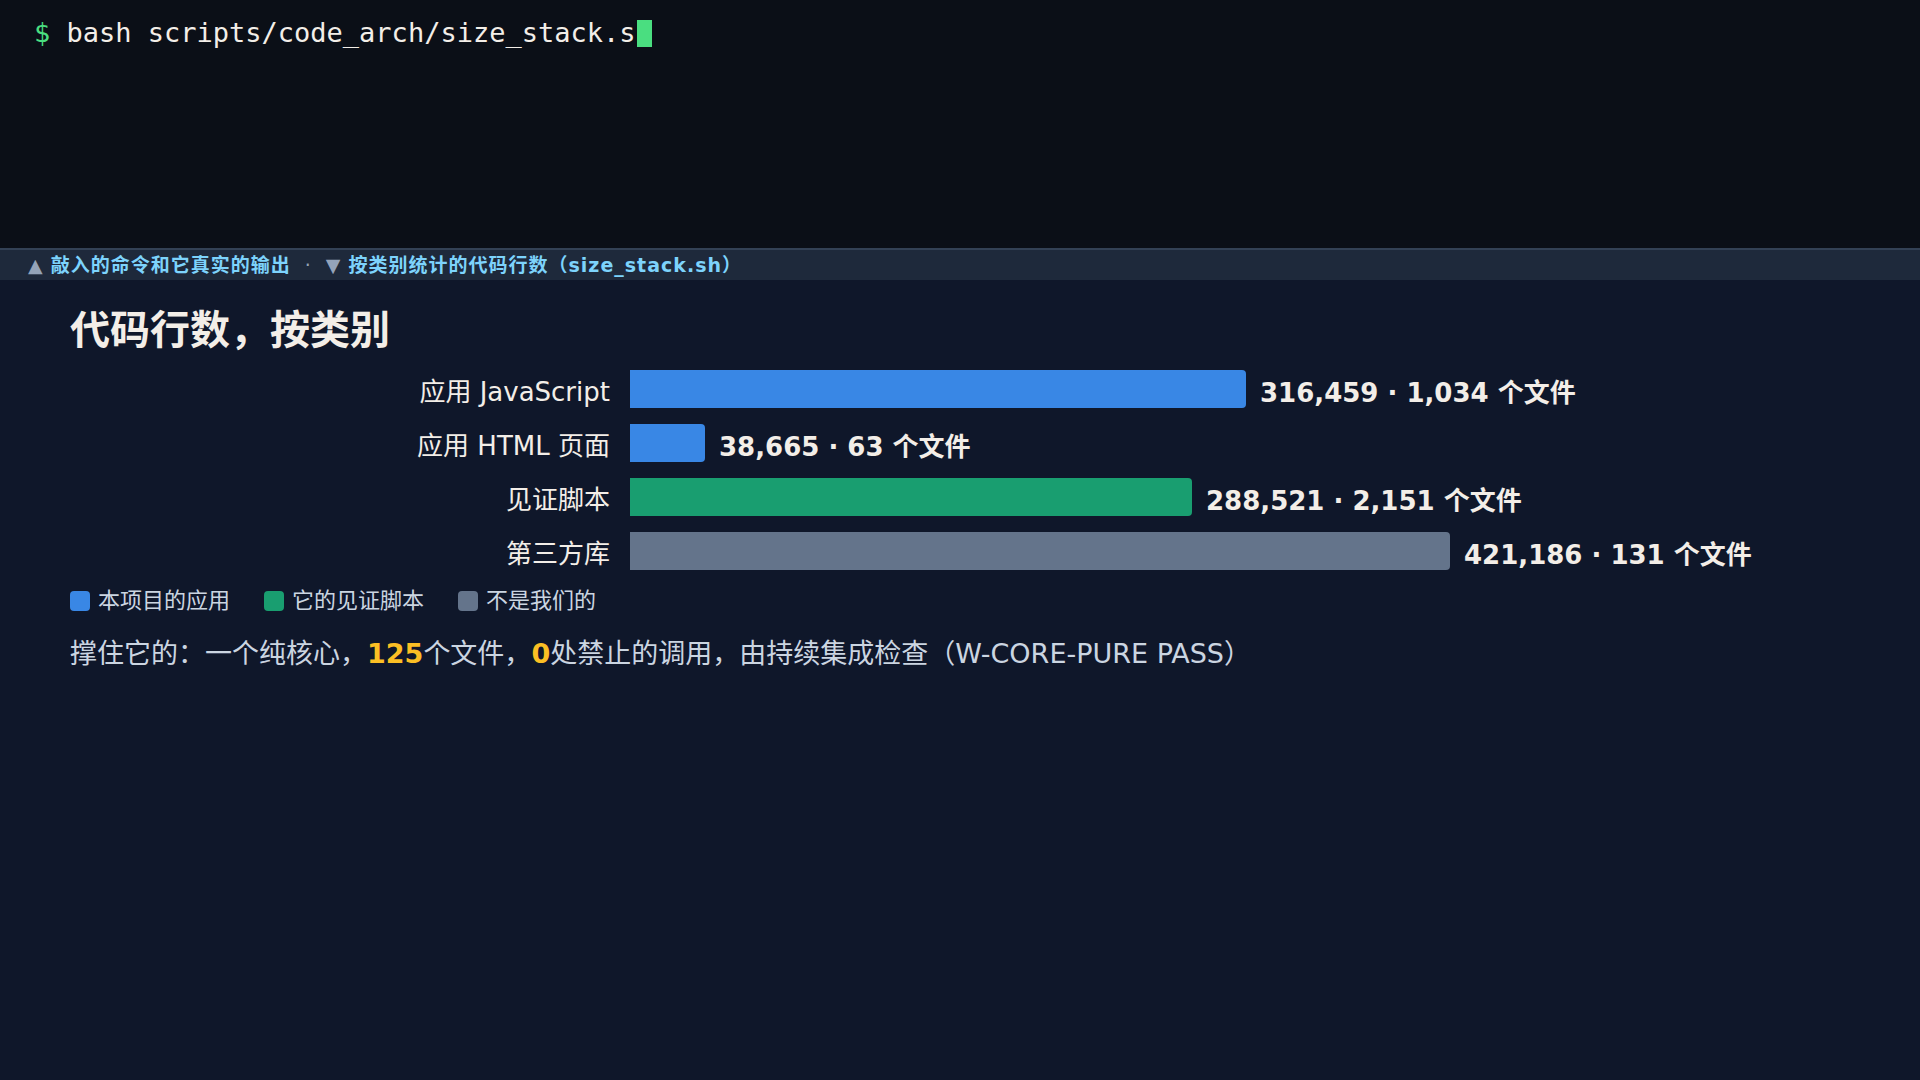 $ bash scripts/code_arch/size_stack.s
▲ 敲入的命令和它真实的输出 · ▼ 按类别统计的代码行数（size_stack.sh）
代码行数，按类别
应用 JavaScript 316,459 · 1,034 个文件
应用 HTML 页面 38,665 · 63 个文件
见证脚本 288,521 · 2,151 个文件
第三方库 421,186 · 131 个文件
本项目的应用 它的见证脚本 不是我们的
撑住它的：一个纯核心，125个文件，0处禁止的调用，由持续集成检查（W-CORE-PURE PASS）